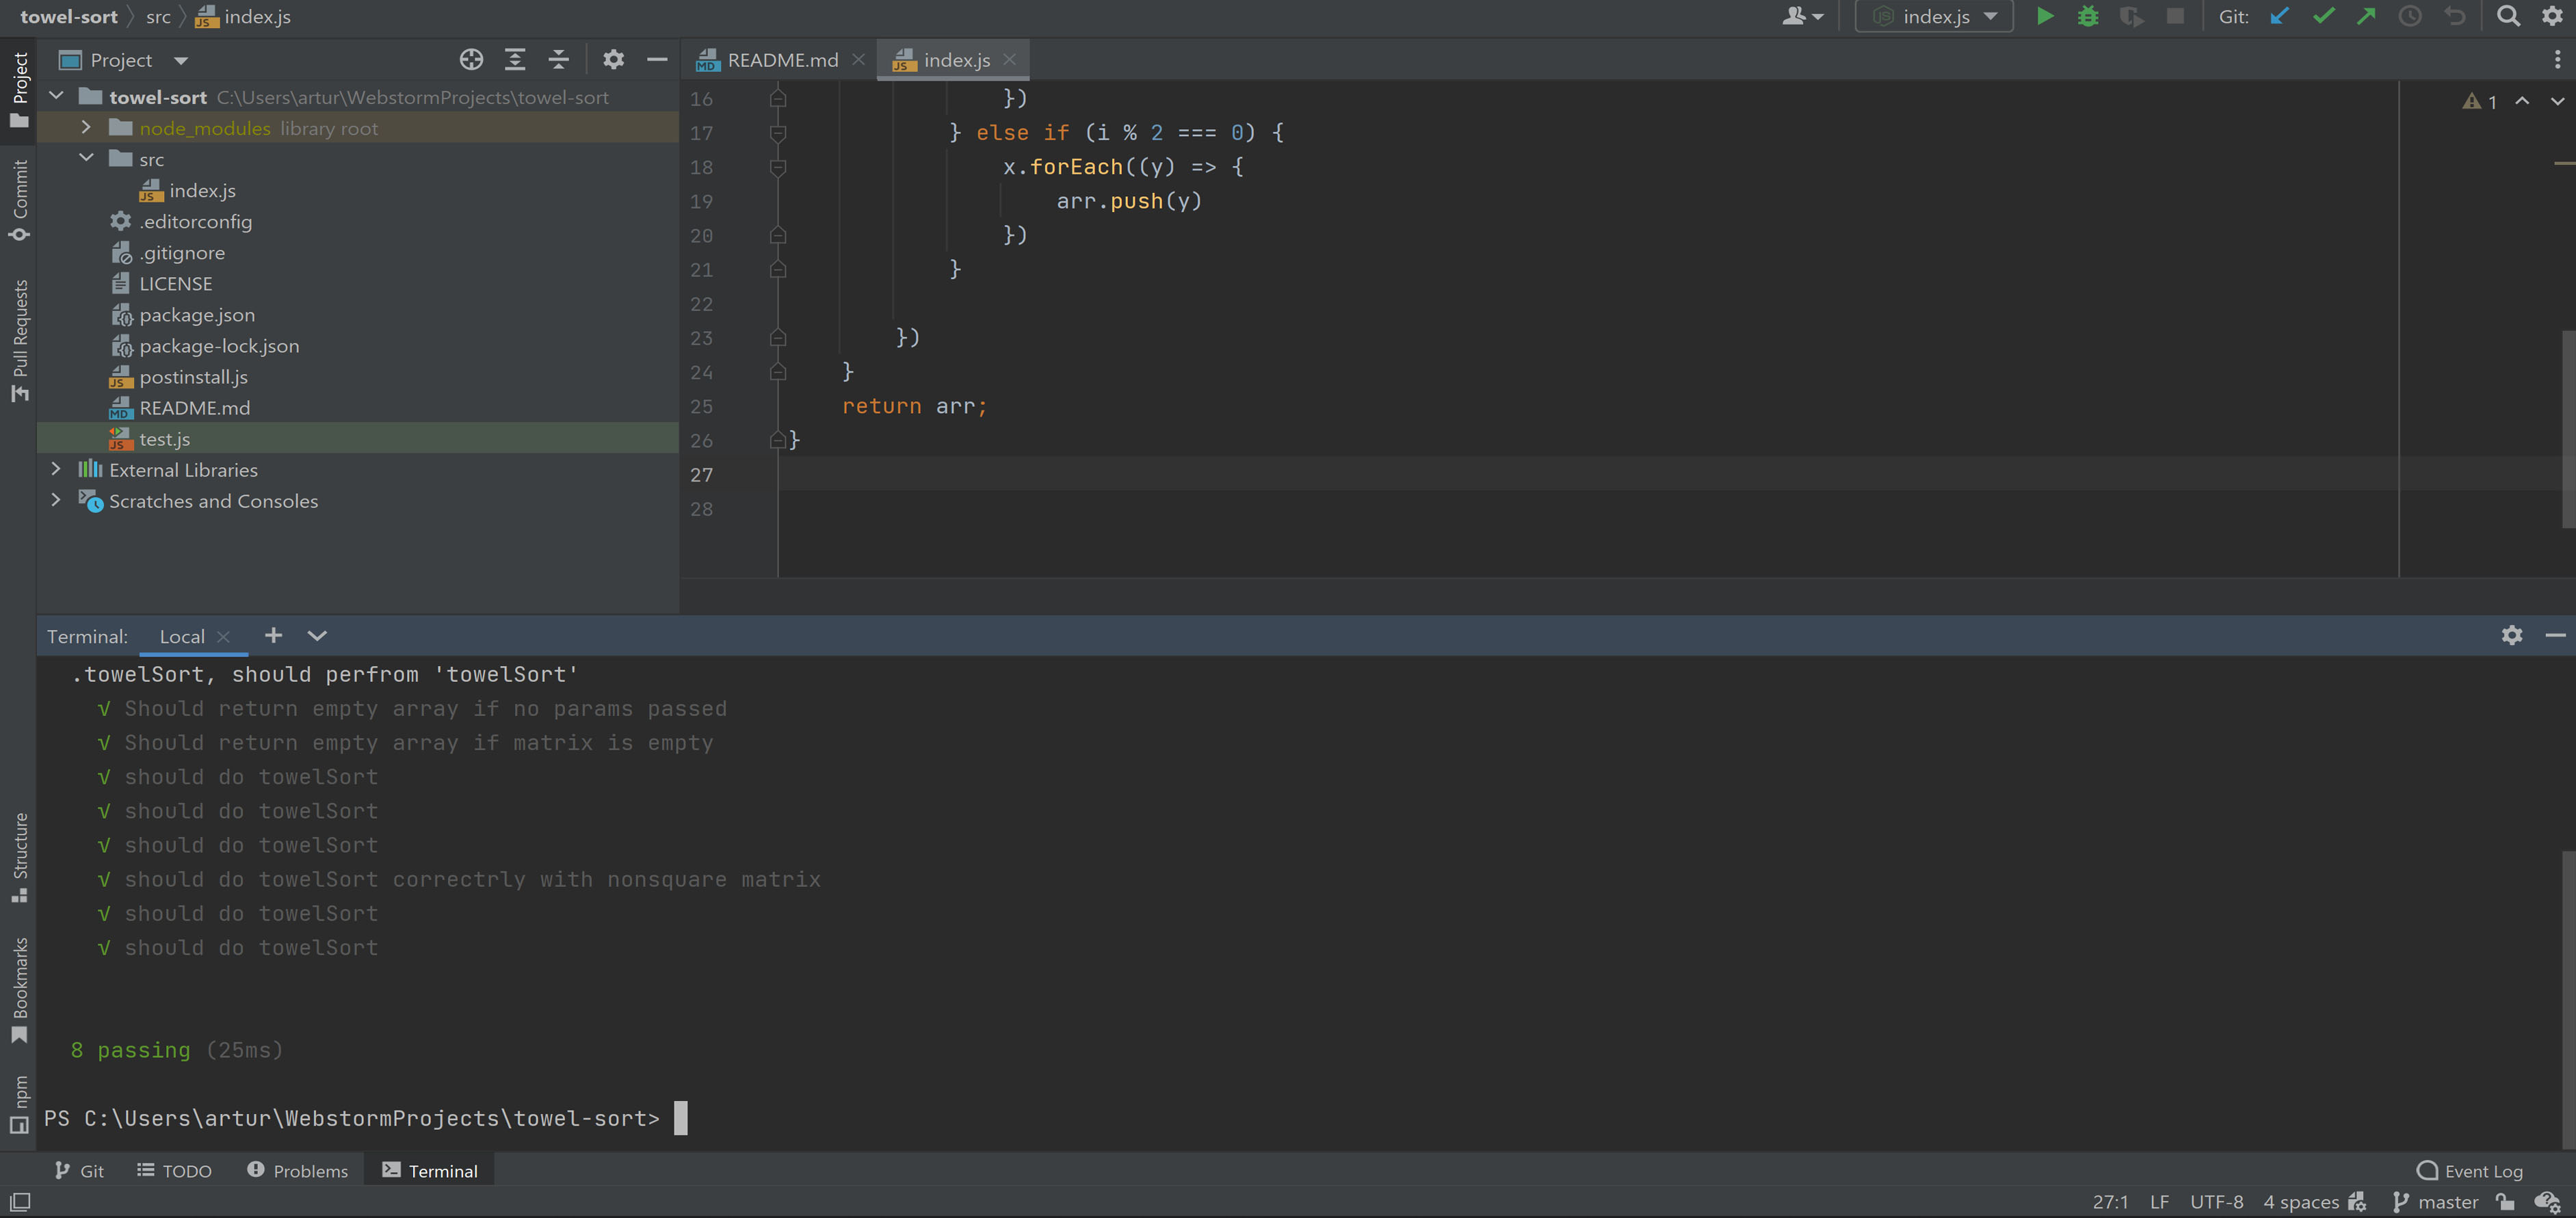 towel-sort src index.js
index.js Git:
Project README.md index.js
towel-sort C:\Users\artur\WebstormProjects\towel-sort
node_modules library root
src
index.js
.editorconfig
.gitignore
LICENSE
package.json
package-lock.json
postinstall.js
README.md
test.js
External Libraries
Scratches and Consoles
Project
Commit
Pull Requests
Structure
Bookmarks
npm
1
16 })
17 } else if (i % 2 === 0) {
18 x.forEach((y) => {
19 arr.push(y)
20 })
21 }
22
23 })
24 }
25 return arr;
26 }
27
28
Terminal: Local
.towelSort, should perfrom 'towelSort'
√ Should return empty array if no params passed
√ Should return empty array if matrix is empty
√ should do towelSort
√ should do towelSort
√ should do towelSort
√ should do towelSort correctrly with nonsquare matrix
√ should do towelSort
√ should do towelSort
8 passing (25ms)
PS C:\Users\artur\WebstormProjects\towel-sort>
Git TODO Problems Terminal Event Log
27:1 LF UTF-8 4 spaces master